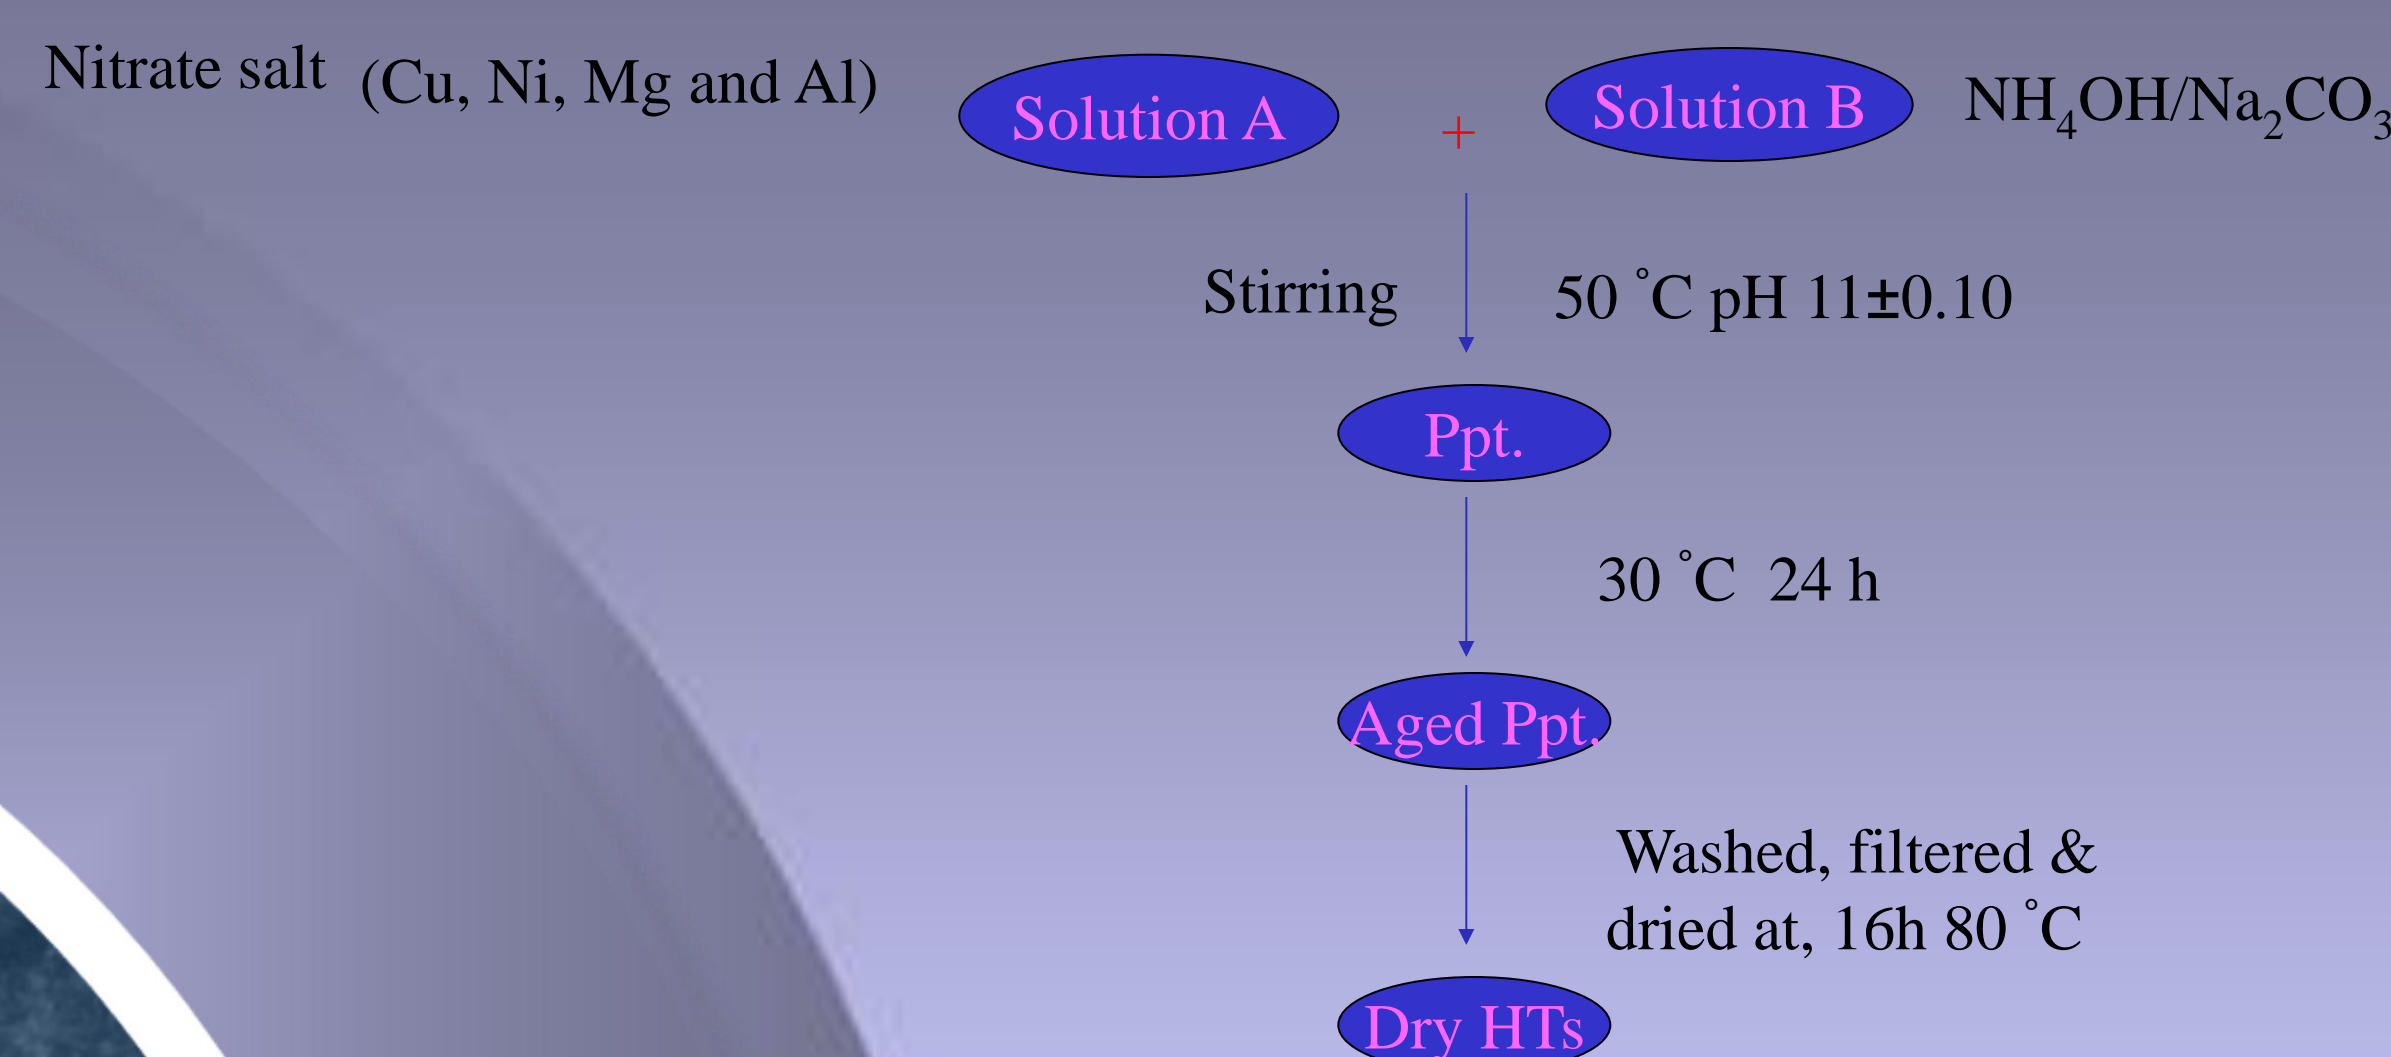 Nitrate salt (Cu, Ni, Mg and Al) Solution A + Solution B NH₄OH/Na₂CO₃
Stirring 50 ˚C pH 11±0.10
Ppt.
30 ˚C 24 h
Aged Ppt.
Washed, filtered &
dried at, 16h 80 ˚C
Dry HTs